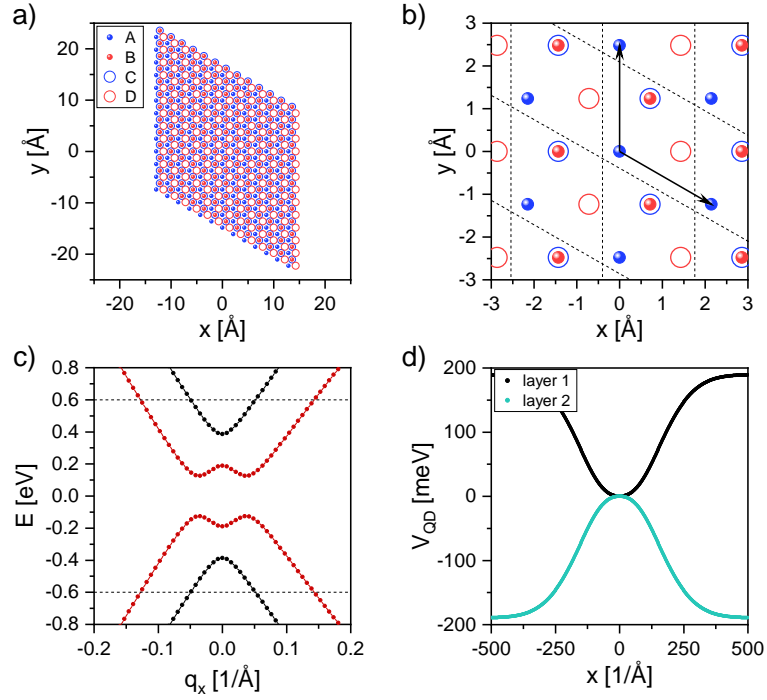 a)
A
B
C
D
20
10
0
-10
-20
y [Å]
-20 -10 0 10 20
x [Å]
b)
3
2
1
0
-1
-2
-3
y [Å]
-3 -2 -1 0 1 2 3
x [Å]
c)
0.8
0.6
0.4
0.2
0.0
-0.2
-0.4
-0.6
-0.8
E [eV]
-0.2 -0.1 0.0 0.1 0.2
qₓ [1/Å]
d)
layer 1
layer 2
200
100
0
-100
-200
V_QD [meV]
-500 -250 0 250 500
x [1/Å]